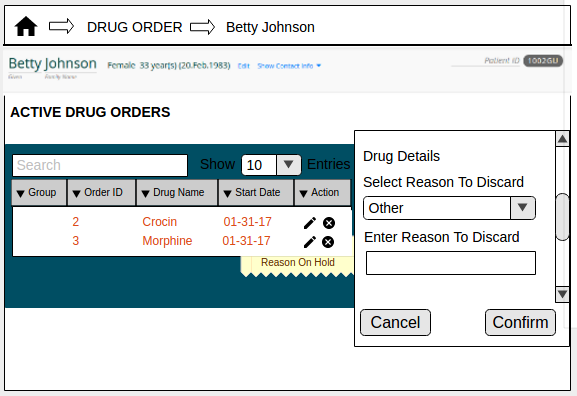 DRUG ORDER Betty Johnson
Betty Johnson Female 33 year(s) (20.Feb.1983) Edit Show Contact Info Patient ID 1002GU
Given Family Name
ACTIVE DRUG ORDERS
Search Show 10 Entries
Group Order ID Drug Name Start Date Action
2 Crocin 01-31-17
3 Morphine 01-31-17
Reason On Hold
Drug Details
Select Reason To Discard
Other
Enter Reason To Discard
Cancel Confirm